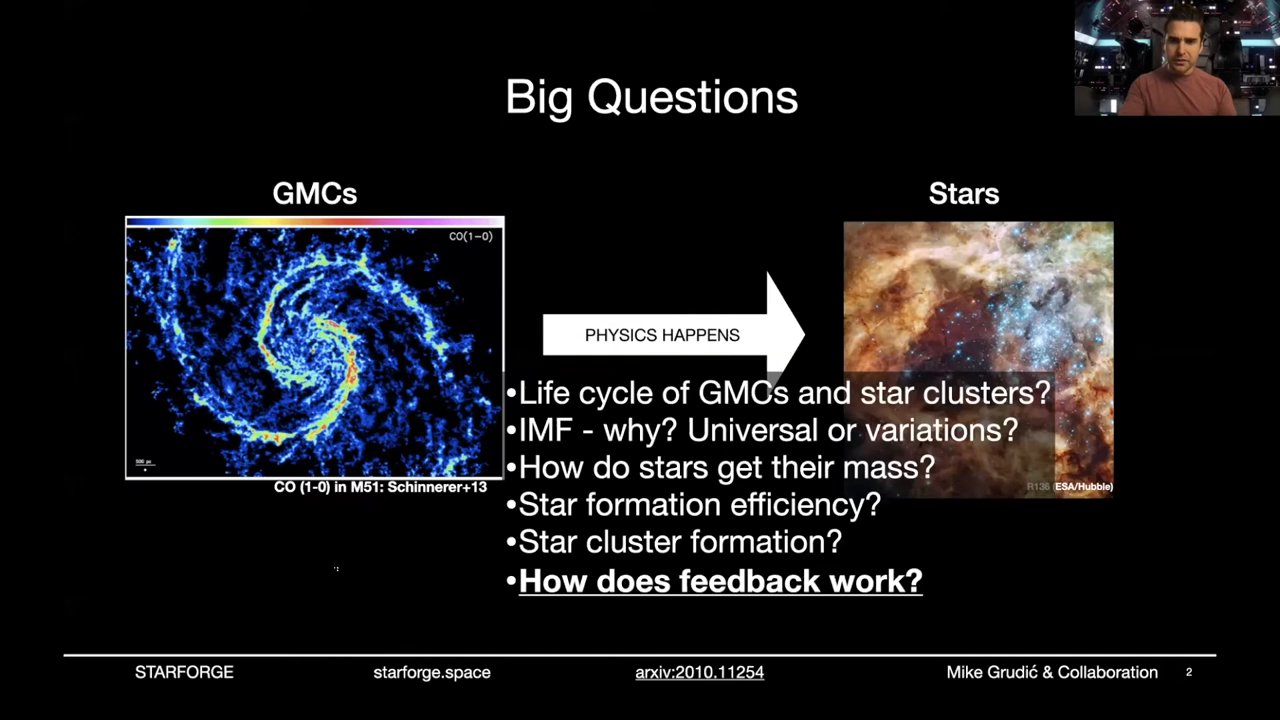 Big Questions
GMCs
Stars
CO(1-0)
500 pc
PHYSICS HAPPENS
•Life cycle of GMCs and star clusters?
•IMF - why? Universal or variations?
•How do stars get their mass?
R136 (ESA/Hubble)
CO (1-0) in M51: Schinnerer+13
•Star formation efficiency?
•Star cluster formation?
•How does feedback work?
STARFORGE
starforge.space
arxiv:2010.11254
Mike Grudić & Collaboration
2